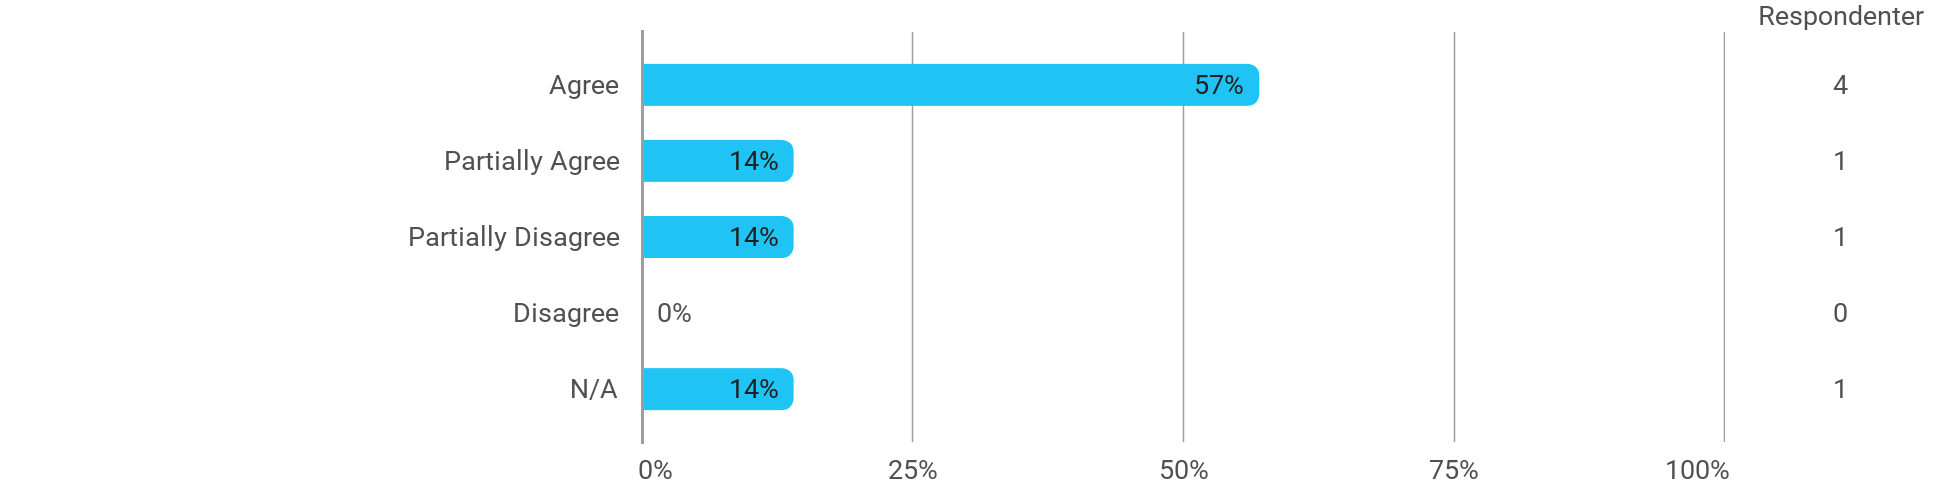 Respondenter
Agree 57% 4
Partially Agree 14% 1
Partially Disagree 14% 1
Disagree 0% 0
N/A 14% 1
0% 25% 50% 75% 100%